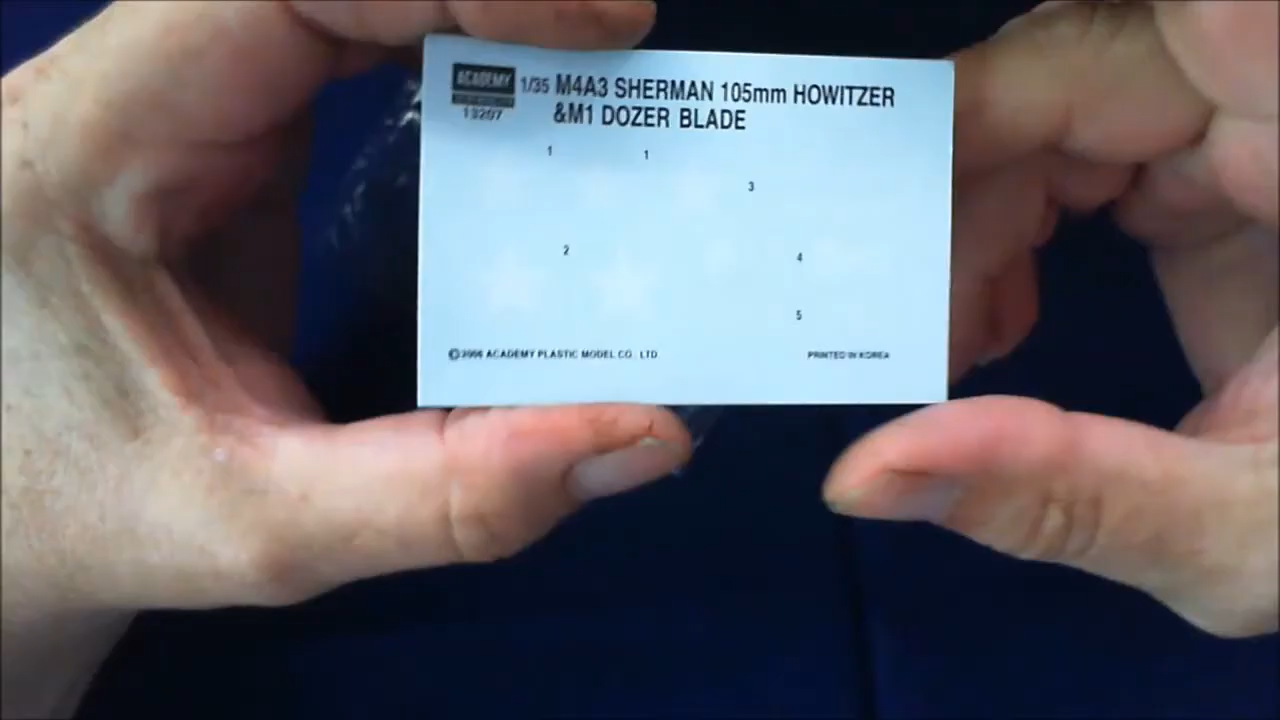 ACADEMY
13207
1/35 M4A3 SHERMAN 105mm HOWITZER
&M1 DOZER BLADE
1 1
3
2
4
5
©2006 ACADEMY PLASTIC MODEL CO., LTD
PRINTED IN KOREA